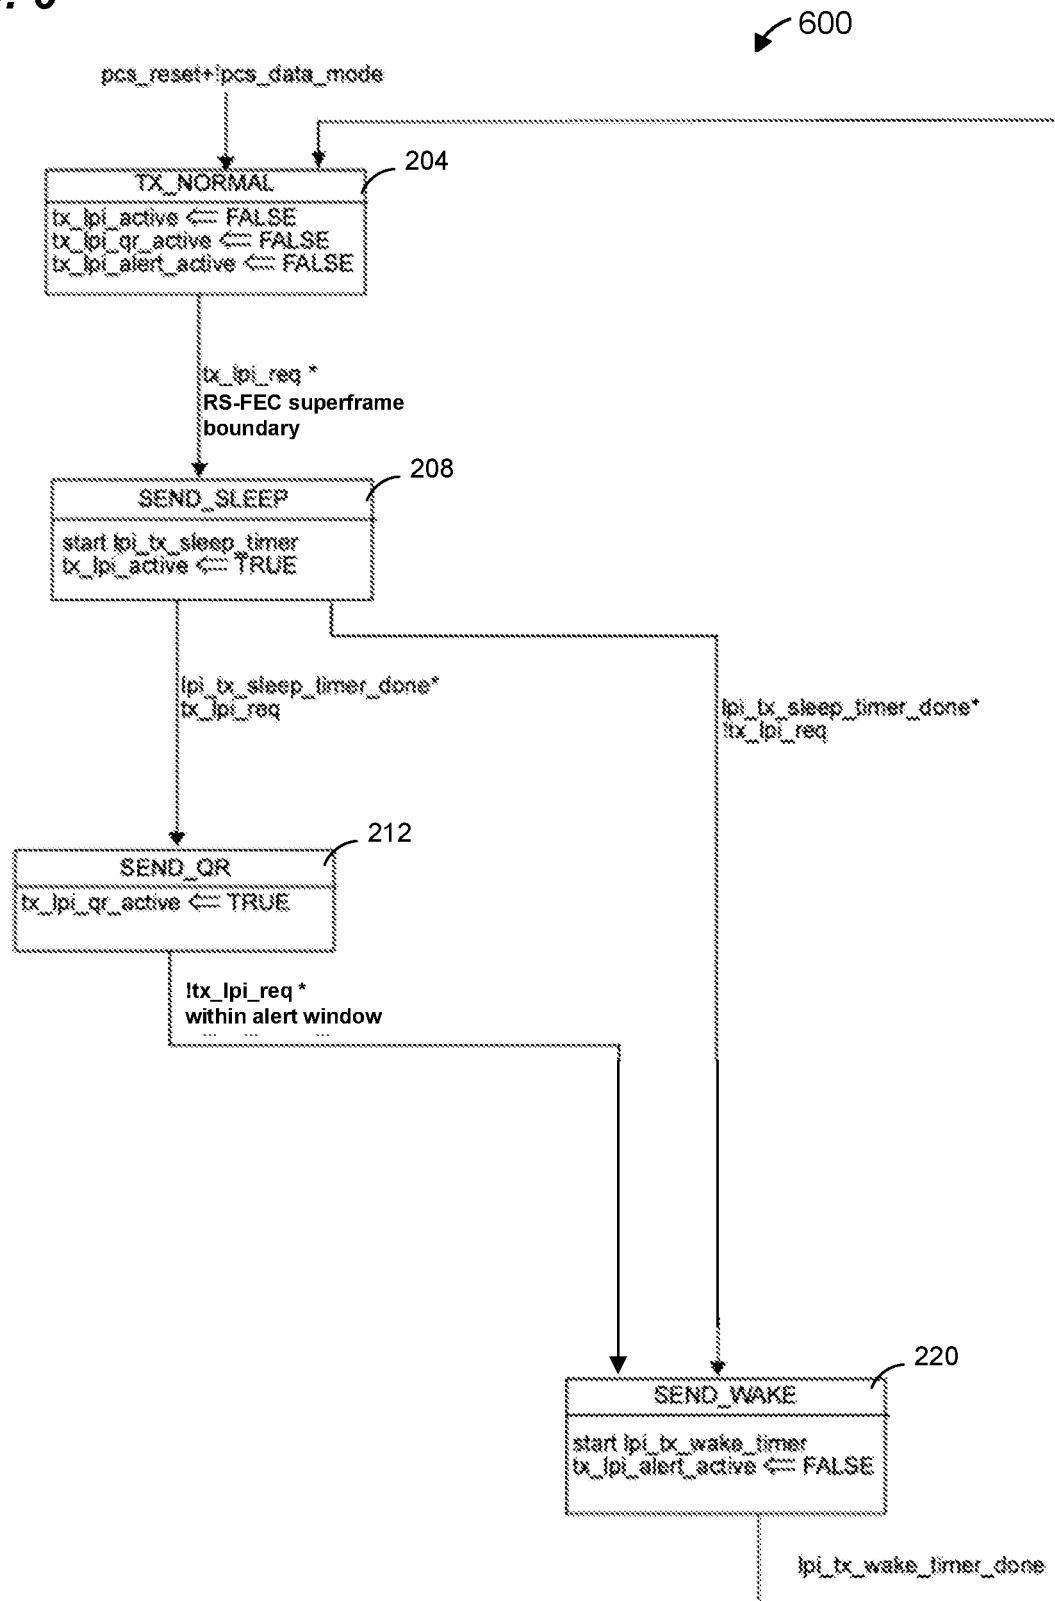 600
pcs_reset+!pcs_data_mode
204
TX_NORMAL
tx_lpi_active ⇐ FALSE
tx_lpi_qr_active ⇐ FALSE
tx_lpi_alert_active ⇐ FALSE
tx_lpi_req *
RS-FEC superframe
boundary
208
SEND_SLEEP
start lpi_tx_sleep_timer
tx_lpi_active ⇐ TRUE
lpi_tx_sleep_timer_done*
tx_lpi_req
lpi_tx_sleep_timer_done*
!tx_lpi_req
212
SEND_QR
tx_lpi_qr_active ⇐ TRUE
!tx_lpi_req *
within alert window
220
SEND_WAKE
start lpi_tx_wake_timer
tx_lpi_alert_active ⇐ FALSE
lpi_tx_wake_timer_done